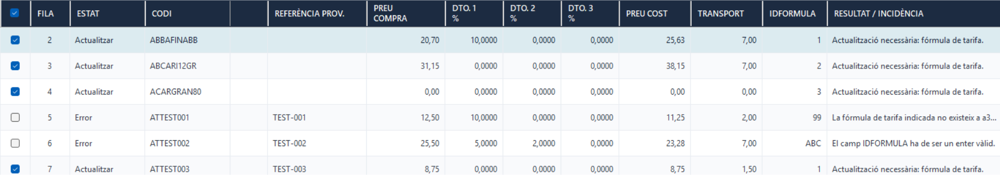 FILA ESTAT CODI REFERÈNCIA PROV. PREU COMPRA DTO. 1 % DTO. 2 % DTO. 3 % PREU COST TRANSPORT IDFORMULA RESULTAT / INCIDÈNCIA
2 Actualitzar ABBAFINABB 20,70 10,0000 0,0000 0,0000 25,63 7,00 1 Actualització necessària: fórmula de tarifa.
3 Actualitzar ABCARI12GR 31,15 0,0000 0,0000 0,0000 38,15 7,00 2 Actualització necessària: fórmula de tarifa.
4 Actualitzar ACARGRAN80 0,00 0,0000 0,0000 0,0000 0,00 0,00 3 Actualització necessària: fórmula de tarifa.
5 Error ATTEST001 TEST-001 12,50 10,0000 0,0000 0,0000 11,25 2,00 99 La fórmula de tarifa indicada no existeix a a3...
6 Error ATTEST002 TEST-002 25,50 5,0000 2,0000 0,0000 23,28 7,00 ABC El camp IDFORMULA ha de ser un enter vàlid.
7 Actualitzar ATTEST003 TEST-003 8,75 0,0000 0,0000 0,0000 8,75 1,50 1 Actualització necessària: fórmula de tarifa.